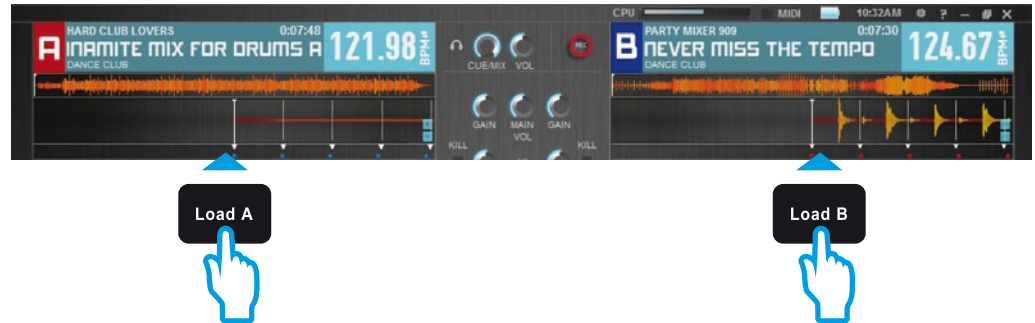 CPU MIDI 10:32AM ? 
A HARD CLUB LOVERS 0:07:48
INAMITE MIX FOR DRUMS A 121.98 BPM
DANCE CLUB
CUE/MIX VOL
REC
B PARTY MIXER 909 0:07:30
NEVER MISS THE TEMPO 124.67 BPM
DANCE CLUB
GAIN MAIN VOL GAIN
KILL KILL
Load A Load B